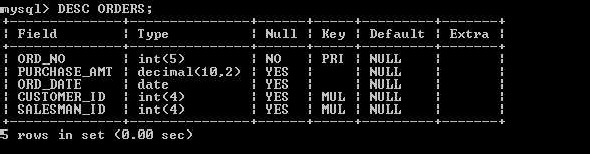 mysql> DESC ORDERS;
+--------------+---------------+------+-----+---------+-------+
| Field        | Type          | Null | Key | Default | Extra |
+--------------+---------------+------+-----+---------+-------+
| ORD_NO       | int(5)        | NO   | PRI | NULL    |       |
| PURCHASE_AMT | decimal(10,2) | YES  |     | NULL    |       |
| ORD_DATE     | date          | YES  |     | NULL    |       |
| CUSTOMER_ID  | int(4)        | YES  | MUL | NULL    |       |
| SALESMAN_ID  | int(4)        | YES  | MUL | NULL    |       |
+--------------+---------------+------+-----+---------+-------+
5 rows in set (0.00 sec)